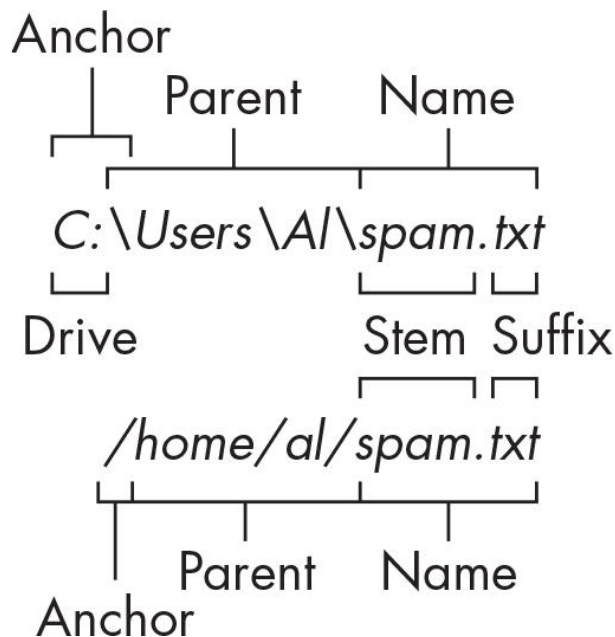 Anchor
Parent Name
C:\Users\Al\spam.txt
Drive Stem Suffix
/home/al/spam.txt
Parent Name
Anchor